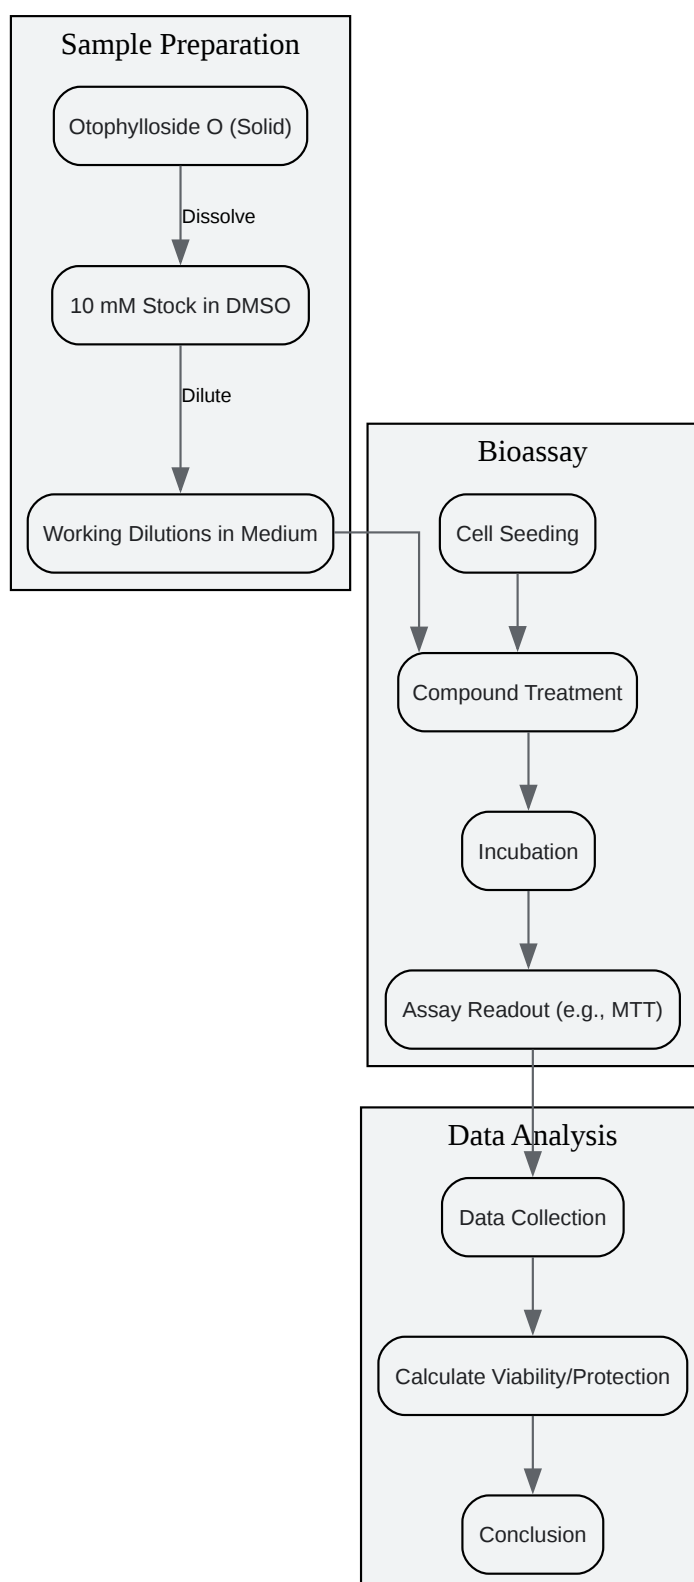 Sample Preparation
Otophylloside O (Solid)
Dissolve
10 mM Stock in DMSO
Dilute
Working Dilutions in Medium
Bioassay
Cell Seeding
Compound Treatment
Incubation
Assay Readout (e.g., MTT)
Data Analysis
Data Collection
Calculate Viability/Protection
Conclusion